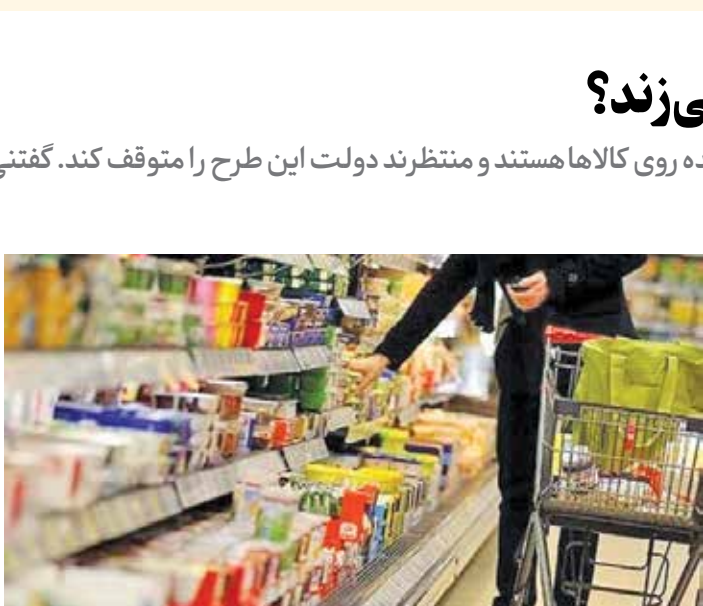 ی‌زند؟
ده روی کالاها هستند و منتظرند دولت این طرح را متوقف کند. گفتنی